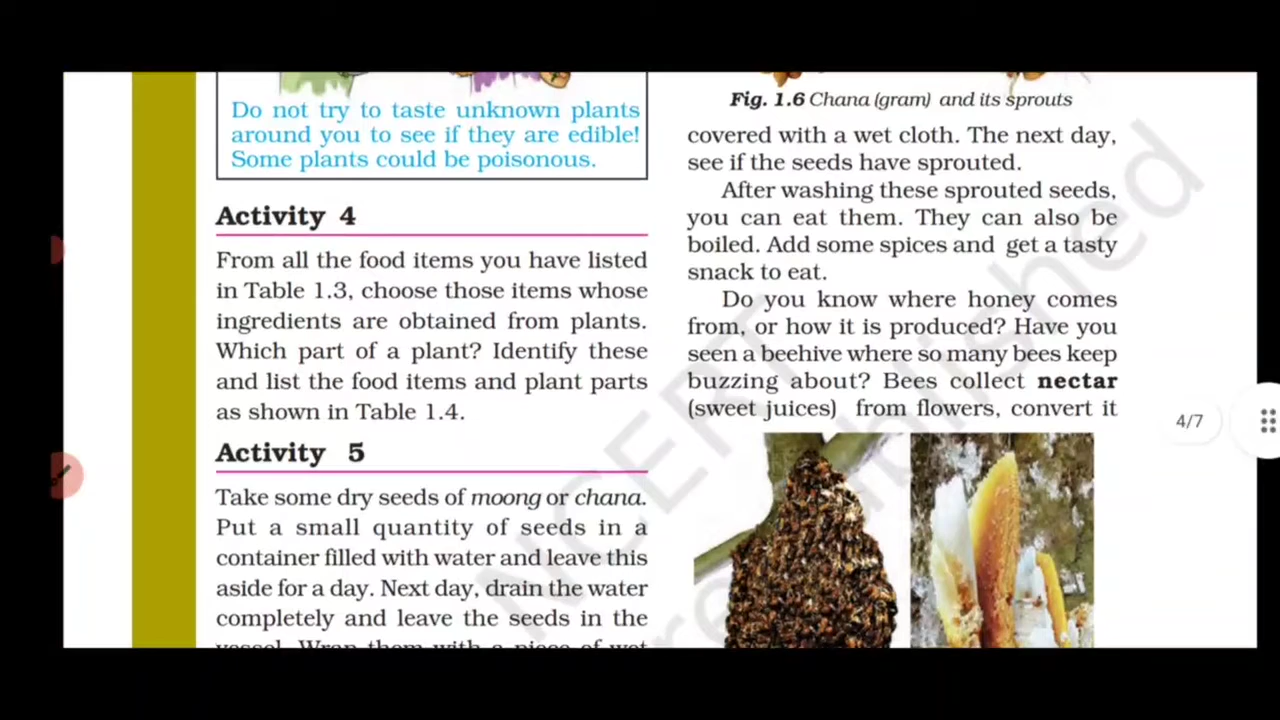 Do not try to taste unknown plants
around you to see if they are edible!
Some plants could be poisonous.
Activity 4
From all the food items you have listed
in Table 1.3, choose those items whose
ingredients are obtained from plants.
Which part of a plant? Identify these
and list the food items and plant parts
as shown in Table 1.4.
Activity 5
Take some dry seeds of moong or chana.
Put a small quantity of seeds in a
container filled with water and leave this
aside for a day. Next day, drain the water
completely and leave the seeds in the
vessel. Wrap them with a piece of wet
Fig. 1.6 Chana (gram) and its sprouts
covered with a wet cloth. The next day,
see if the seeds have sprouted.
After washing these sprouted seeds,
you can eat them. They can also be
boiled. Add some spices and get a tasty
snack to eat.
Do you know where honey comes
from, or how it is produced? Have you
seen a beehive where so many bees keep
buzzing about? Bees collect nectar
(sweet juices) from flowers, convert it
4/7
NCERT
republished